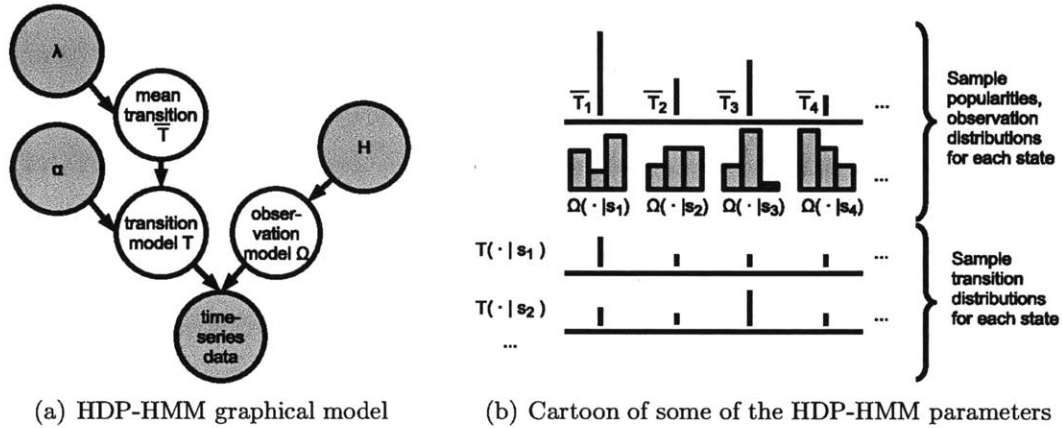 λ
mean
transition
T̅
α
H
transition
model T
obser-
vation
model Ω
time-
series
data
(a) HDP-HMM graphical model
T̅₁ T̅₂ T̅₃ T̅₄ ...
...
Ω( · |s₁) Ω( · |s₂) Ω( · |s₃) Ω( · |s₄)
Sample
popularities,
observation
distributions
for each state
T( · | s₁) ...
T( · | s₂) ...
...
Sample
transition
distributions
for each state
(b) Cartoon of some of the HDP-HMM parameters